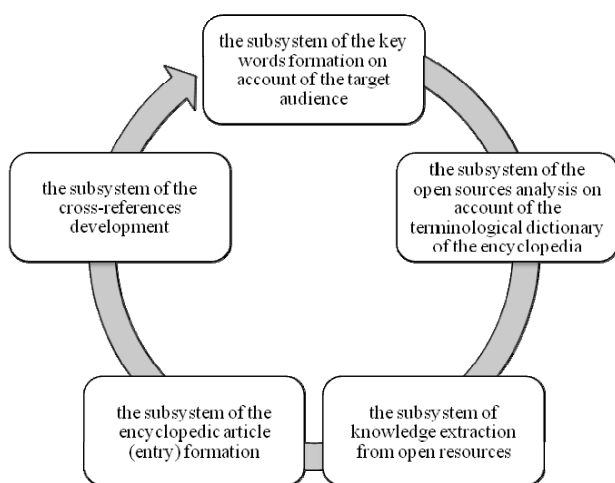 the subsystem of the key
words formation on
account of the target
audience
the subsystem of the
open sources analysis on
account of the
terminological dictionary
of the encyclopedia
the subsystem of
knowledge extraction
from open resources
the subsystem of the
encyclopedic article
(entry) formation
the subsystem of the
cross-references
development